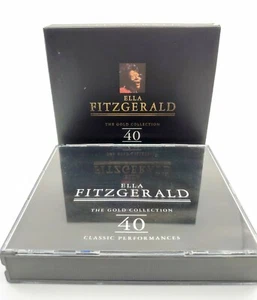 ELLA
FITZGERALD
THE GOLD COLLECTION
40
ELLA
FITZGERALD
THE GOLD COLLECTION
40
CLASSIC PERFORMANCES